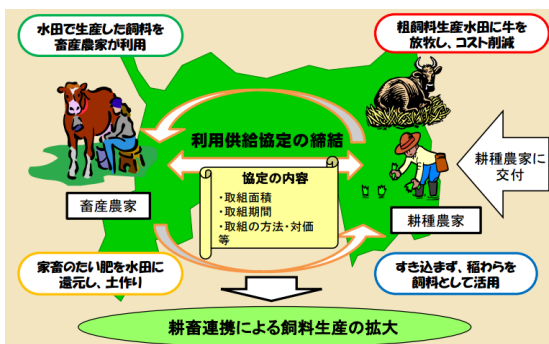 水田で生産した飼料を
畜産農家が利用
粗飼料生産水田に牛を
放牧し、コスト削減
利用供給協定の締結
協定の内容
・取組面積
・取組期間
・取組の方法・対価
等
耕種農家に
交付
畜産農家
耕種農家
家畜のたい肥を水田に
還元し、土作り
すき込まず、稲わらを
飼料として活用
耕畜連携による飼料生産の拡大